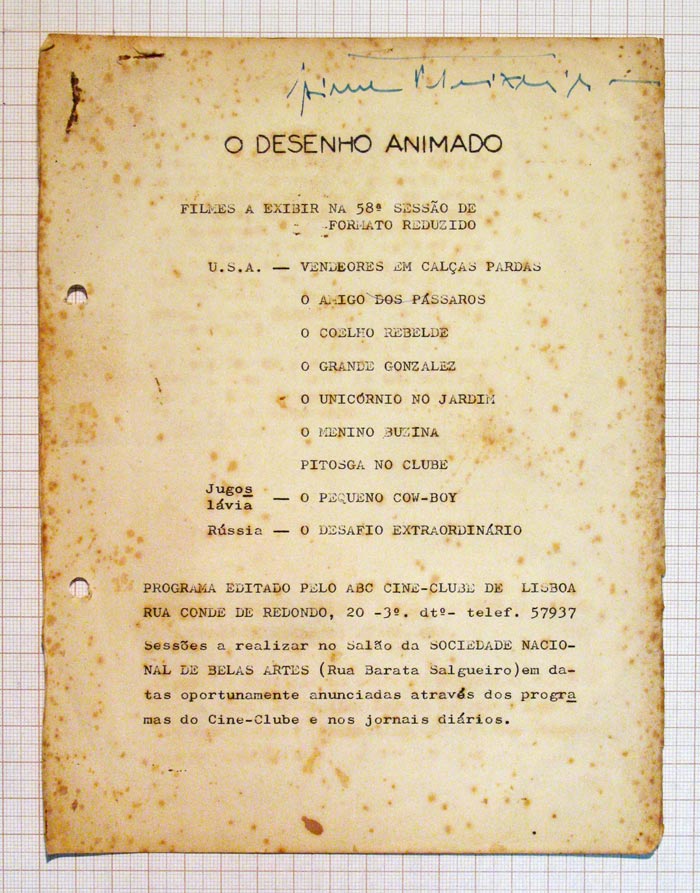 O DESENHO ANIMADO
FILMES A EXIBIR NA 58ª SESSÃO DE
FORMATO REDUZIDO
U.S.A. — VENDEORES EM CALÇAS PARDAS
O AMIGO DOS PÁSSAROS
O COELHO REBELDE
O GRANDE GONZALEZ
O UNICÓRNIO NO JARDIM
O MENINO BUZINA
PITOSGA NO CLUBE
Jugos
lávia — O PEQUENO COW-BOY
Rússia — O DESAFIO EXTRAORDINÁRIO
PROGRAMA EDITADO PELO ABC CINE-CLUBE DE LISBOA
RUA CONDE DE REDONDO, 20 -3º. dtº- telef. 57937
Sessões a realizar no Salão da SOCIEDADE NACIO-
NAL DE BELAS ARTES (Rua Barata Salgueiro)em da-
tas oportunamente anunciadas através dos progra
mas do Cine-Clube e nos jornais diários.